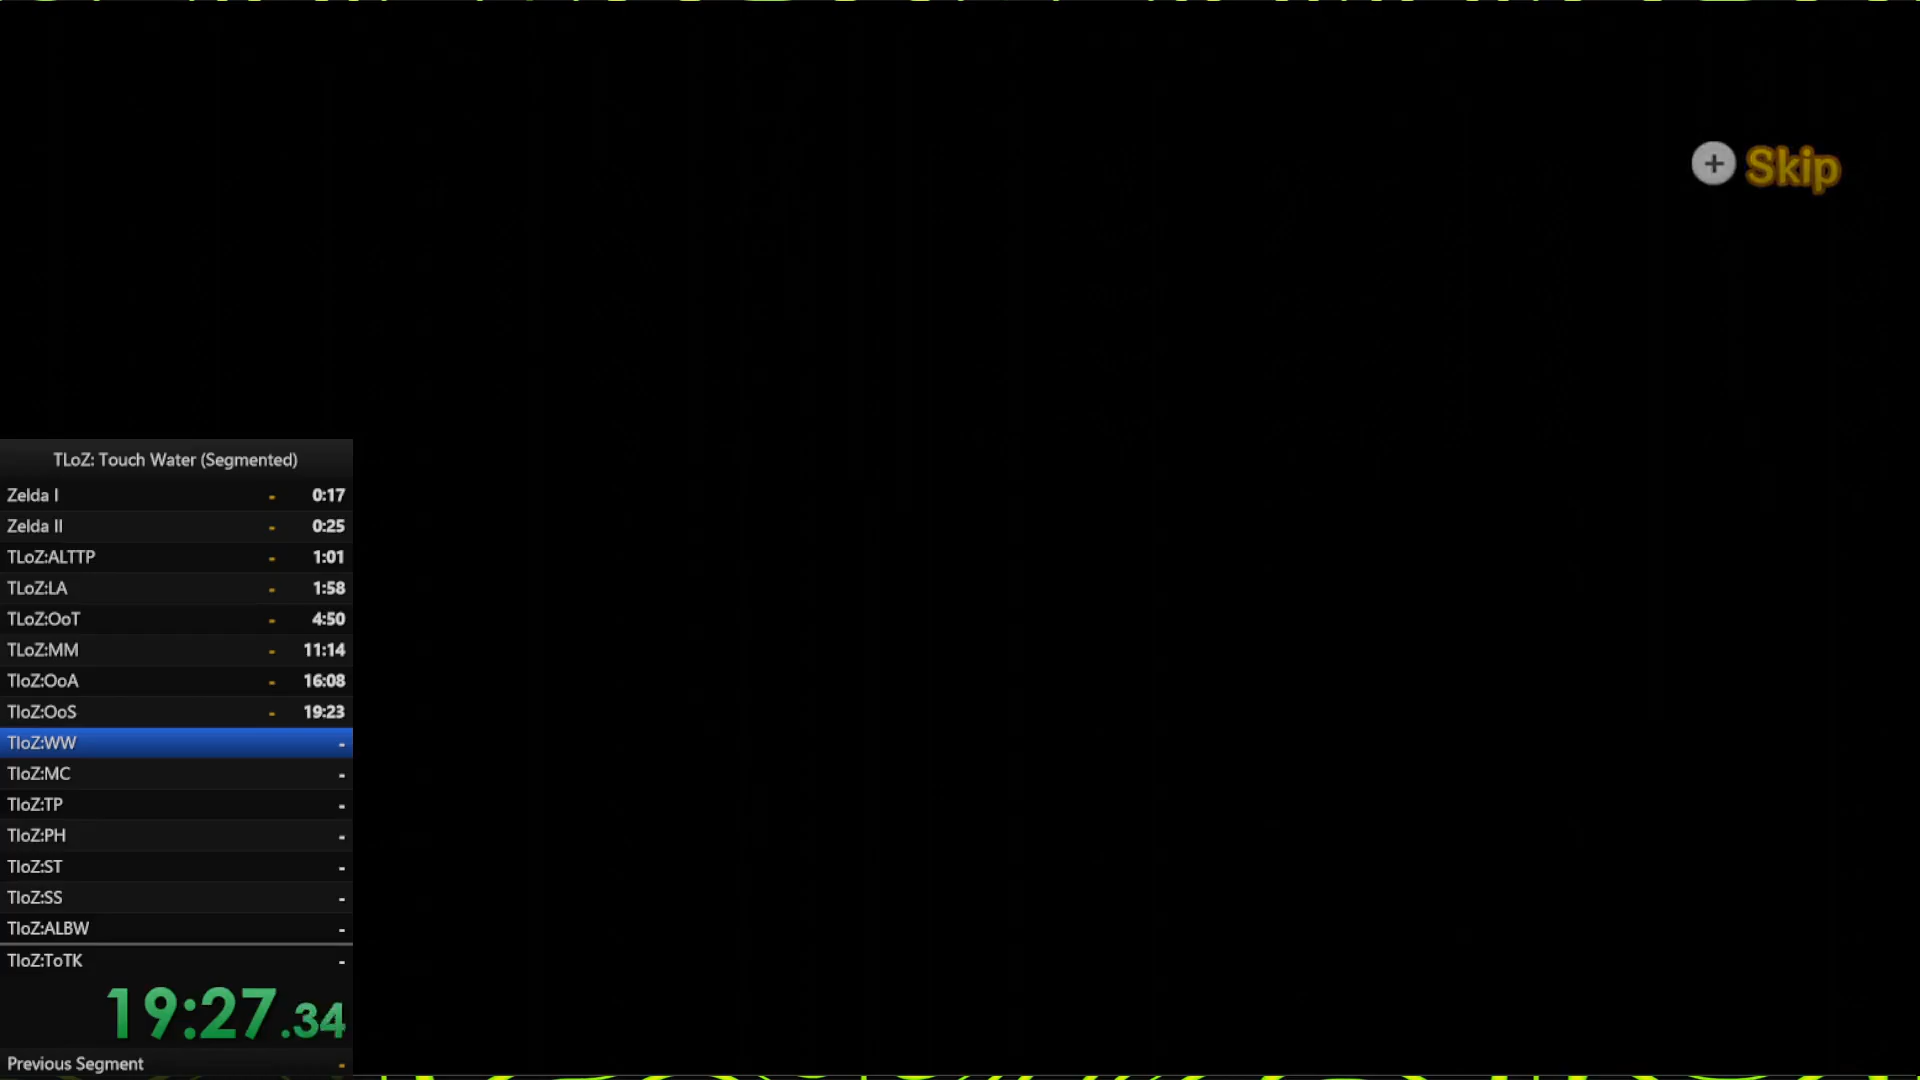 + Skip
TLoZ: Touch Water (Segmented)
Zelda I - 0:17
Zelda II - 0:25
TLoZ:ALTTP - 1:01
TLoZ:LA - 1:58
TLoZ:OoT - 4:50
TLoZ:MM - 11:14
TloZ:OoA - 16:08
TloZ:OoS - 19:23
TloZ:WW -
TloZ:MC -
TloZ:TP -
TloZ:PH -
TloZ:ST -
TloZ:SS -
TloZ:ALBW -
TloZ:ToTK -
19:27.34
Previous Segment -